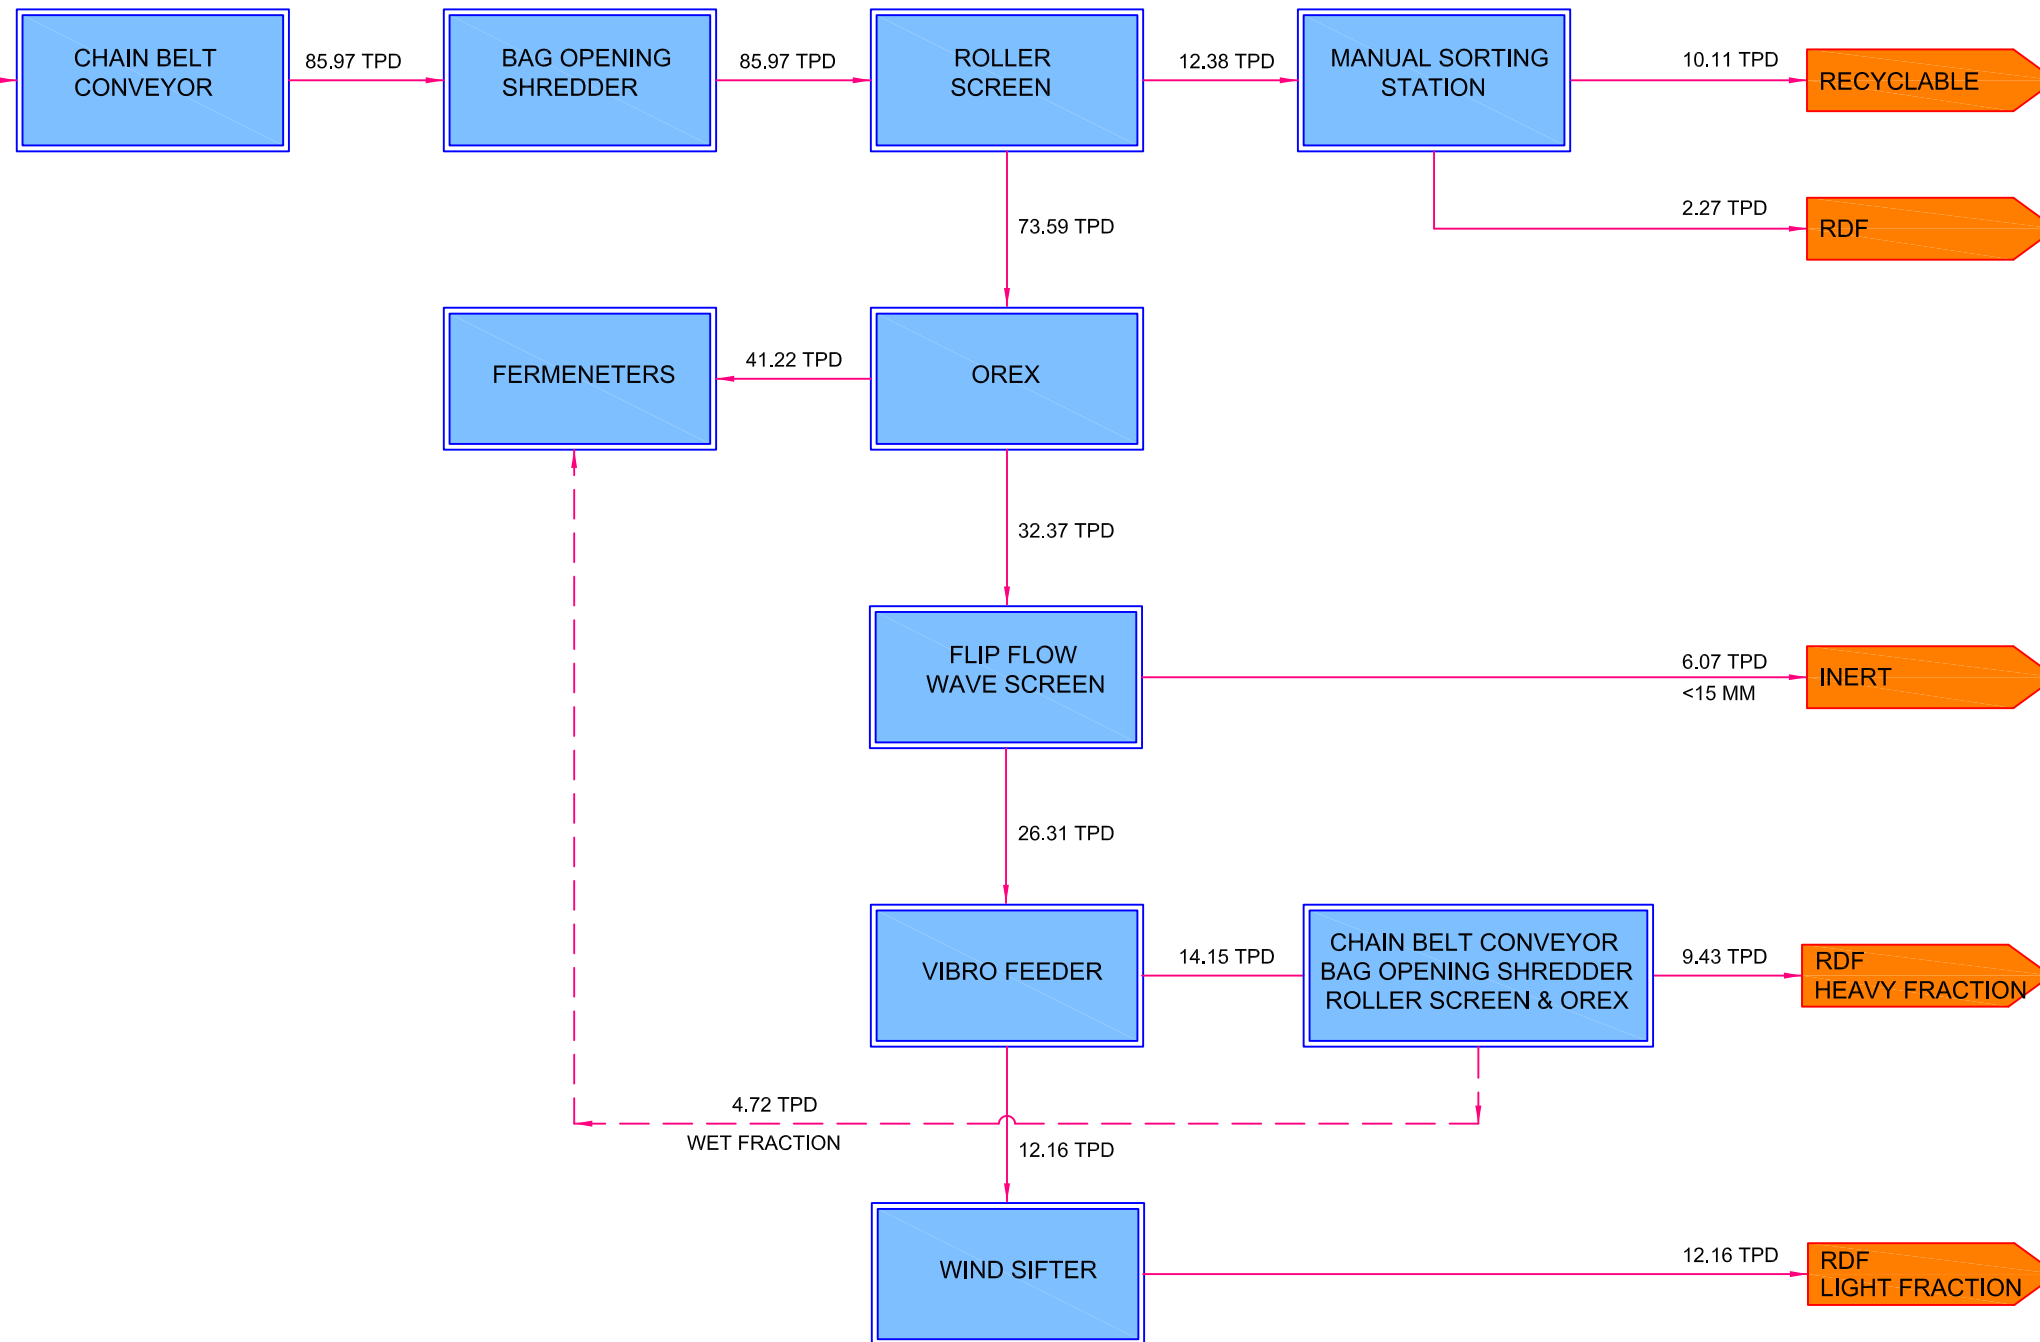 CHAIN BELT
CONVEYOR
85.97 TPD
BAG OPENING
SHREDDER
85.97 TPD
ROLLER
SCREEN
12.38 TPD
MANUAL SORTING
STATION
10.11 TPD
RECYCLABLE
2.27 TPD
RDF
73.59 TPD
FERMENETERS
41.22 TPD
OREX
32.37 TPD
FLIP FLOW
WAVE SCREEN
6.07 TPD
<15 MM
INERT
26.31 TPD
VIBRO FEEDER
14.15 TPD
CHAIN BELT CONVEYOR
BAG OPENING SHREDDER
ROLLER SCREEN & OREX
9.43 TPD
RDF
HEAVY FRACTION
4.72 TPD
WET FRACTION
12.16 TPD
WIND SIFTER
12.16 TPD
RDF
LIGHT FRACTION